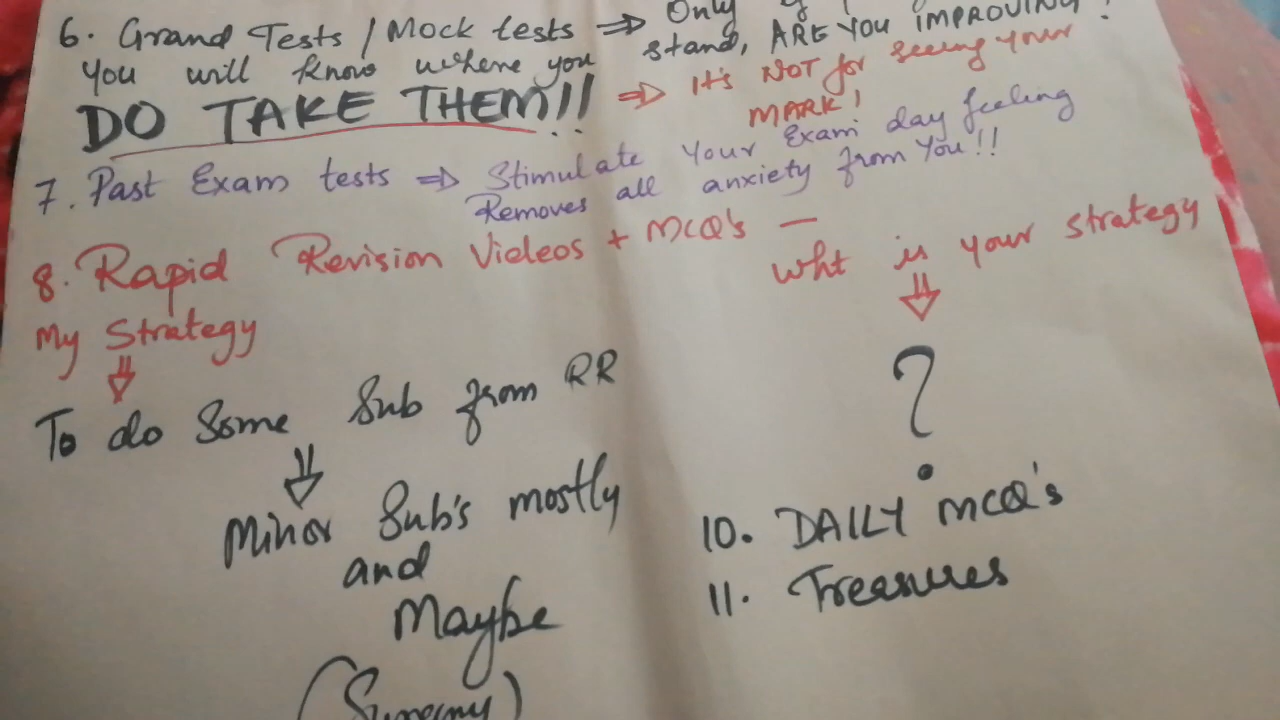 6. Grand Tests / Mock tests ⇒ Only
you will know where you stand, ARE YOU IMPROVING?
DO TAKE THEM!! ⇒ It's NOT for seeing your
MARK!
7. Past Exam tests ⇒ Stimulate Your Exam day feeling
Removes all anxiety from You!!
8. Rapid Revision Videos + MCQ's —
My Strategy
⇓
To do Some Sub from RR
⇓
Minor Sub's mostly
and
Maybe
(Surgery)
Wht is your strategy
⇓
?
10. DAILY MCQ's
11. Treasures